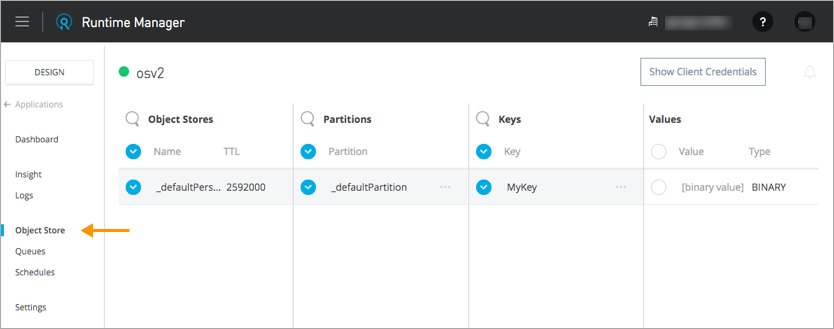 Runtime Manager
?
DESIGN
Applications
Dashboard
Insight
Logs
Object Store
Queues
Schedules
Settings
osv2
Show Client Credentials
Object Stores Partitions Keys Values
Name TTL Partition Key Value Type
_defaultPers... 2592000 _defaultPartition ... MyKey ... [binary value] BINARY